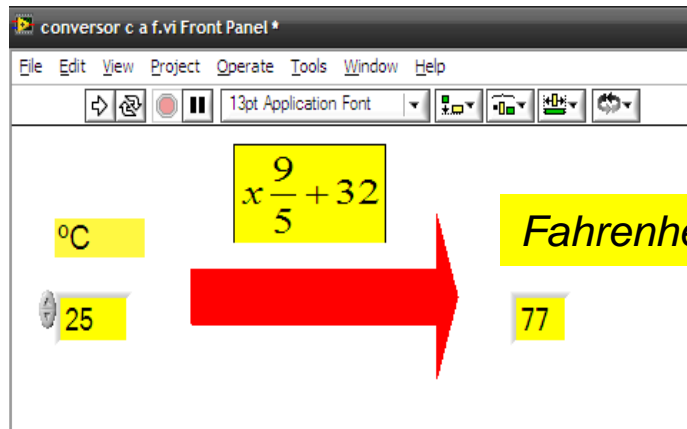 conversor c a f.vi Front Panel *
File Edit View Project Operate Tools Window Help
13pt Application Font
x 9/5 + 32
ºC
25
77